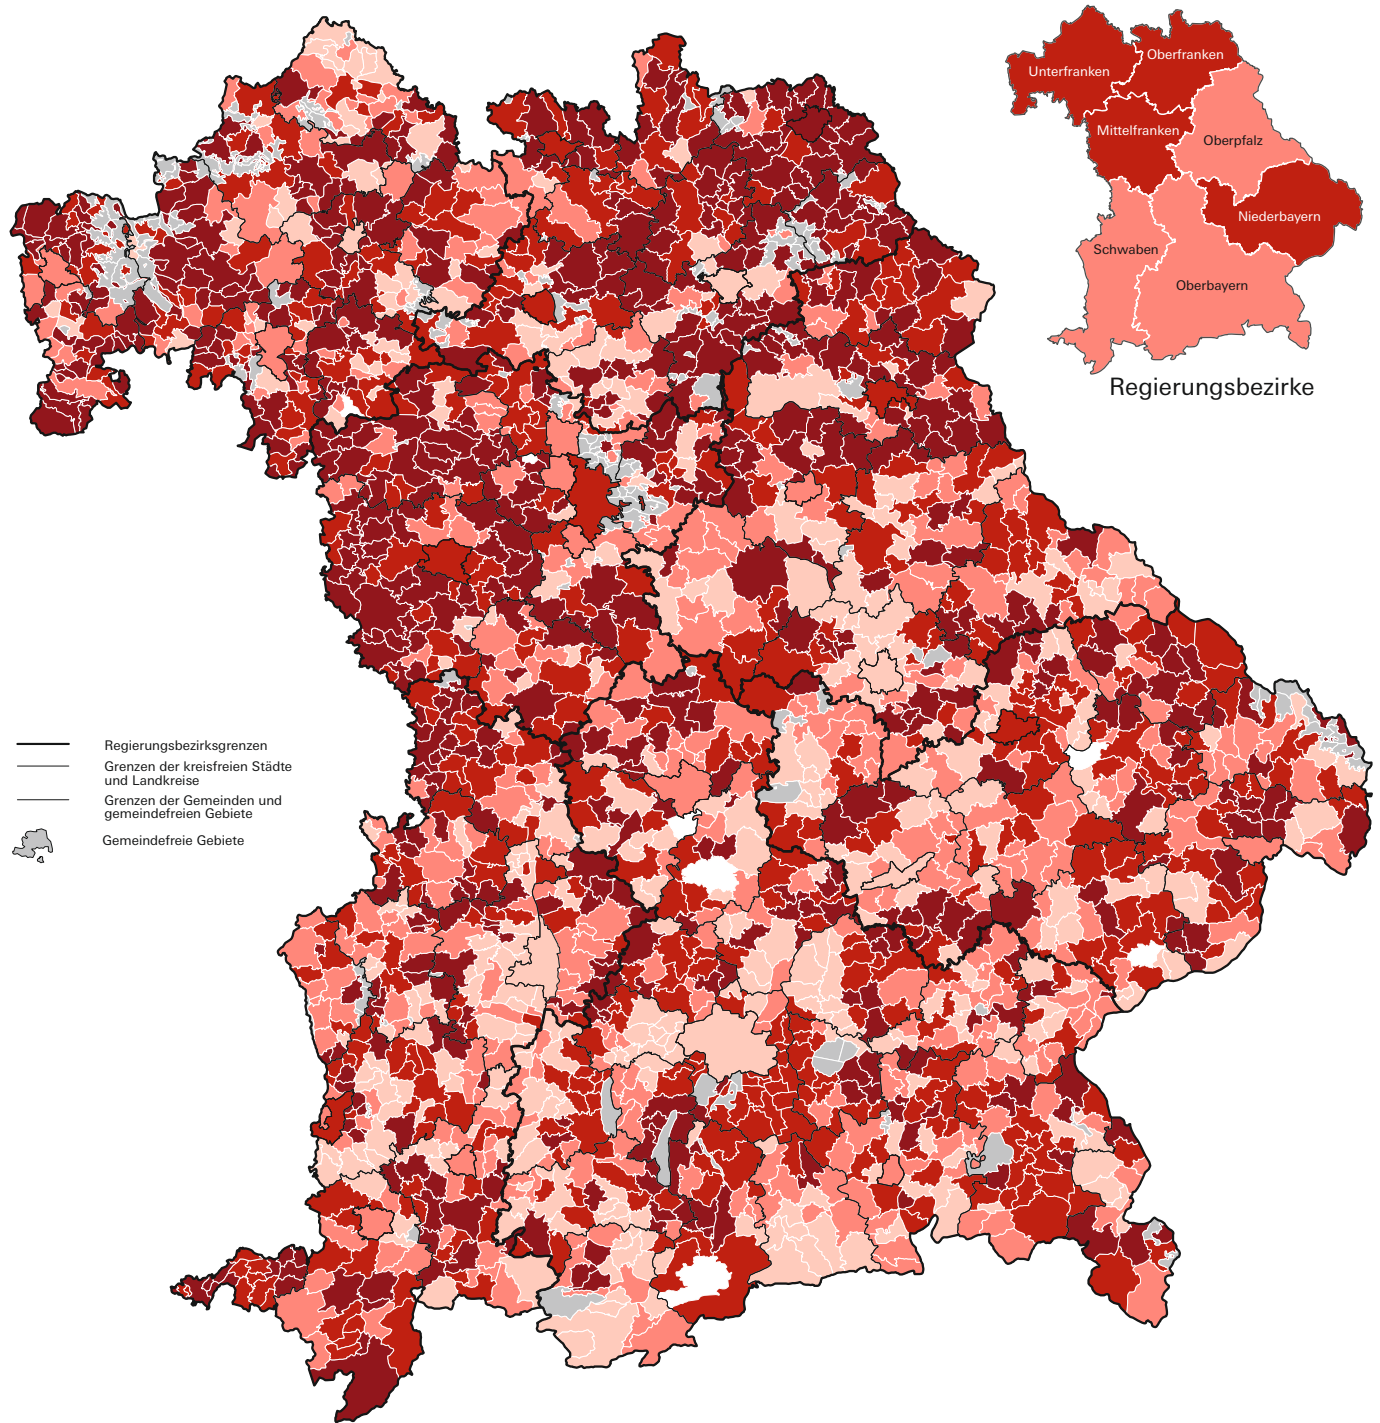 Unterfranken
Oberfranken
Mittelfranken
Oberpfalz
Niederbayern
Schwaben
Oberbayern
Regierungsbezirke
Regierungsbezirksgrenzen
Grenzen der kreisfreien Städte
und Landkreise
Grenzen der Gemeinden und
gemeindefreien Gebiete
Gemeindefreie Gebiete